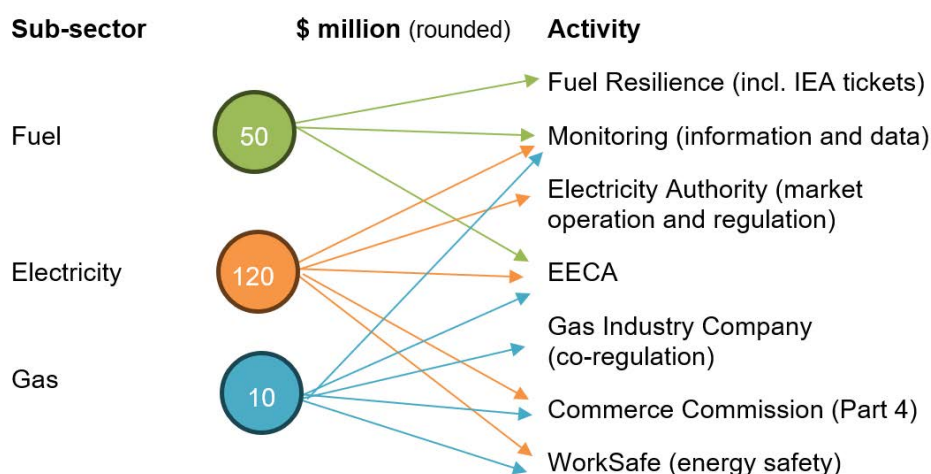 Sub-sector $ million (rounded) Activity
Fuel Resilience (incl. IEA tickets)
Fuel 50 Monitoring (information and data)
Electricity Authority (market
operation and regulation)
Electricity 120 EECA
Gas Industry Company
(co-regulation)
Gas 10
Commerce Commission (Part 4)
WorkSafe (energy safety)